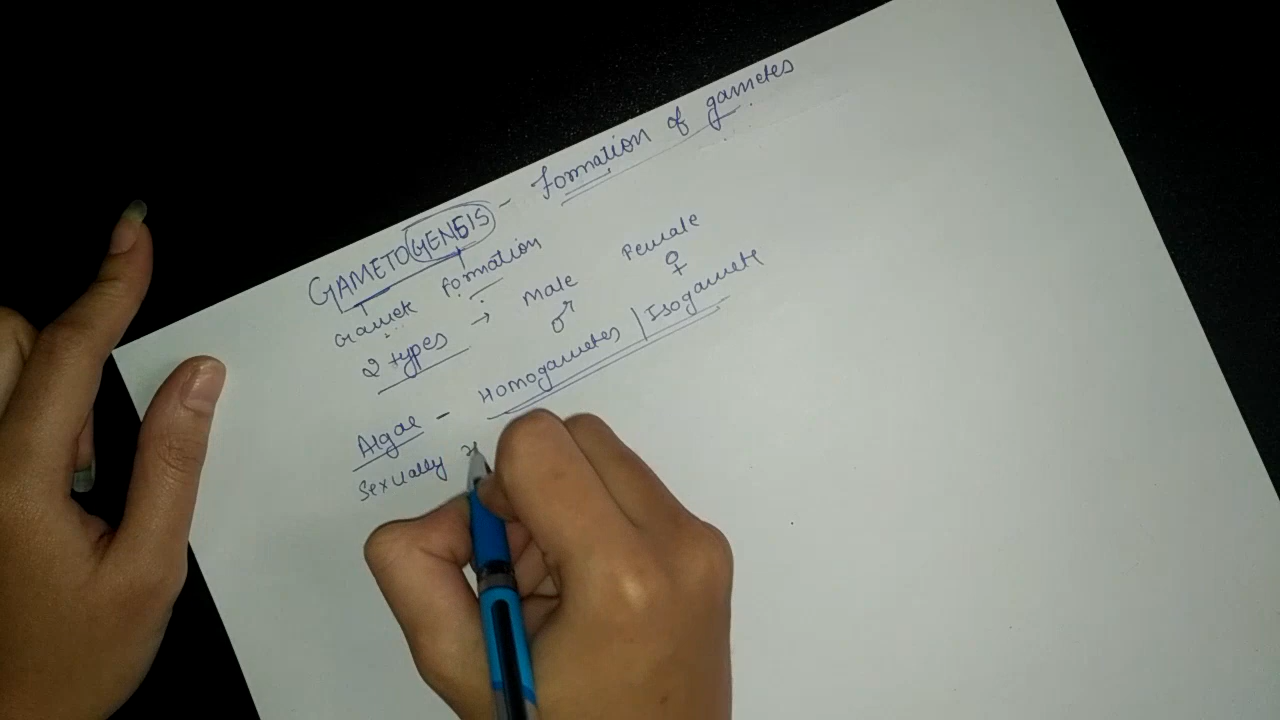 GAMETOGENESIS - Formation of gametes
Gamete formation
2 types → Male Female
♂ ♀
Algae - Homogametes | Isogamete
Sexually